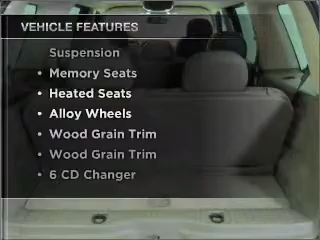 VEHICLE FEATURES
Suspension
• Memory Seats
• Heated Seats
• Alloy Wheels
• Wood Grain Trim
• Wood Grain Trim
• 6 CD Changer